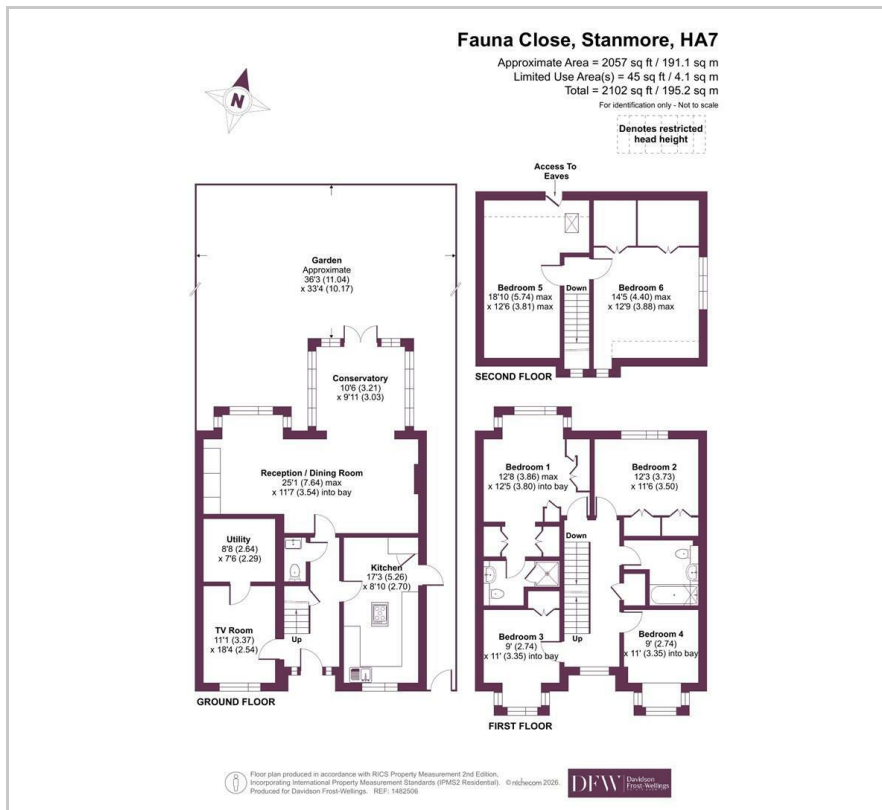 Fauna Close, Stanmore, HA7
Approximate Area = 2057 sq ft / 191.1 sq m
Limited Use Area(s) = 45 sq ft / 4.1 sq m
Total = 2102 sq ft / 195.2 sq m
For identification only - Not to scale
Denotes restricted
head height
N
Access To
Eaves
Bedroom 5
18'10 (5.74) max
x 12'6 (3.81) max
Down
Bedroom 6
14'5 (4.40) max
x 12'9 (3.88) max
SECOND FLOOR
Garden
Approximate
36'3 (11.04)
x 33'4 (10.17)
Conservatory
10'6 (3.21)
x 9'11 (3.03)
Reception / Dining Room
25'1 (7.64) max
x 11'7 (3.54) into bay
Utility
8'8 (2.64)
x 7'6 (2.29)
Kitchen
17'3 (5.26)
x 8'10 (2.70)
TV Room
11'1 (3.37)
x 18'4 (2.54)
Up
GROUND FLOOR
Bedroom 1
12'8 (3.86) max
x 12'5 (3.80) into bay
Bedroom 2
12'3 (3.73)
x 11'6 (3.50)
Down
Bedroom 3
9' (2.74)
x 11' (3.35) into bay
Up
Bedroom 4
9' (2.74)
x 11' (3.35) into bay
FIRST FLOOR
Floor plan produced in accordance with RICS Property Measurement 2nd Edition,
Incorporating International Property Measurement Standards (IPMS2 Residential). © nichecom 2026.
Produced for Davidson Frost-Wellings. REF: 1482506
DFW
Davidson
Frost-Wellings